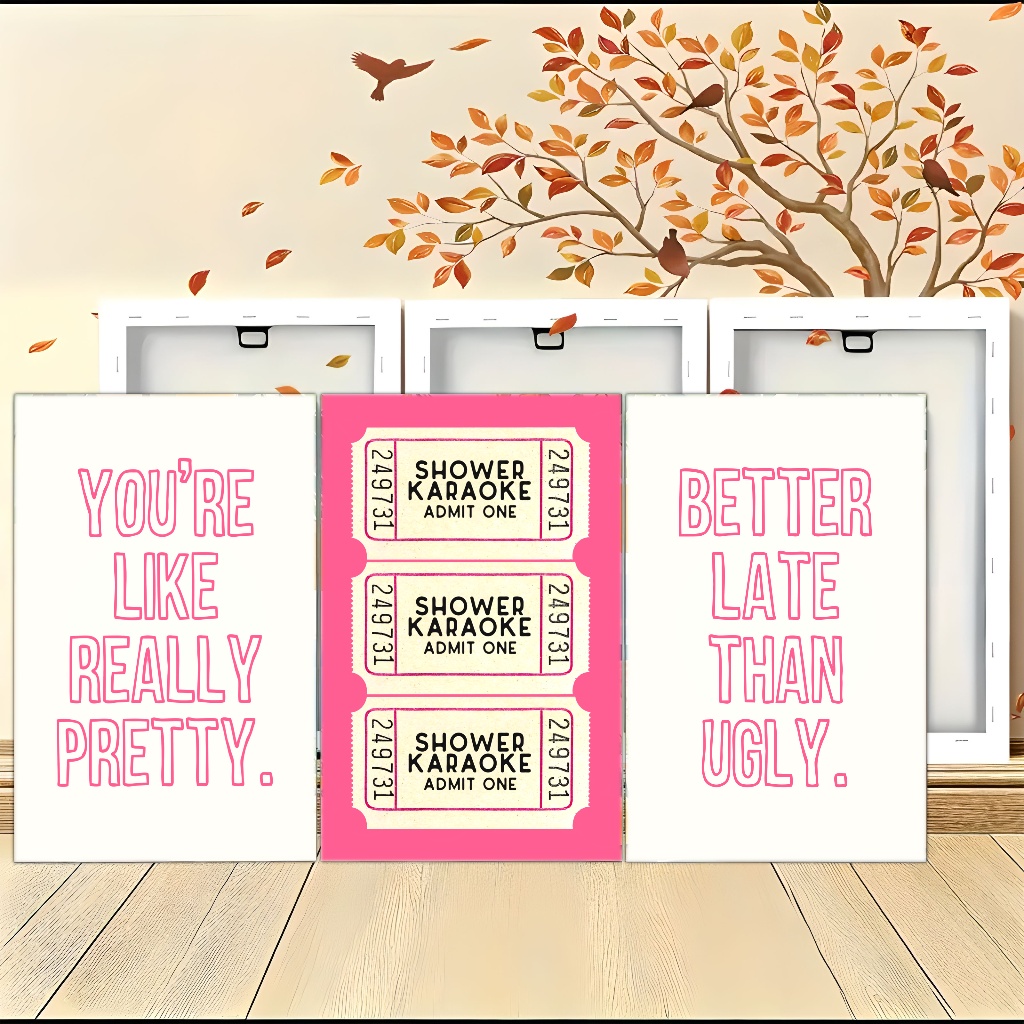 YOU'RE
LIKE
REALLY
PRETTY.
249731
SHOWER
KARAOKE
ADMIT ONE
249731
249731
SHOWER
KARAOKE
ADMIT ONE
249731
249731
SHOWER
KARAOKE
ADMIT ONE
249731
BETTER
LATE
THAN
UGLY.